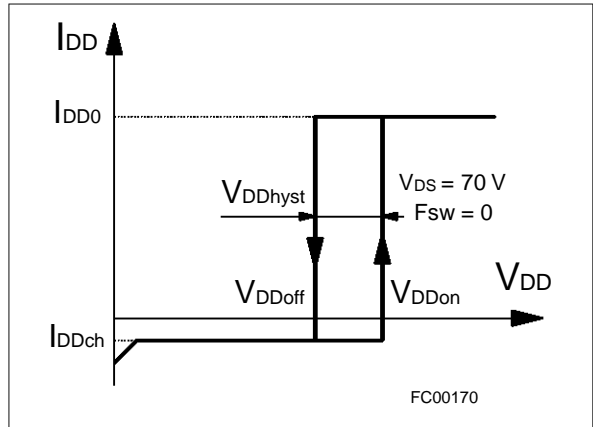 IDD
IDD0
VDDhyst
VDS = 70 V
Fsw = 0
VDDoff
VDDon
VDD
IDDch
FC00170